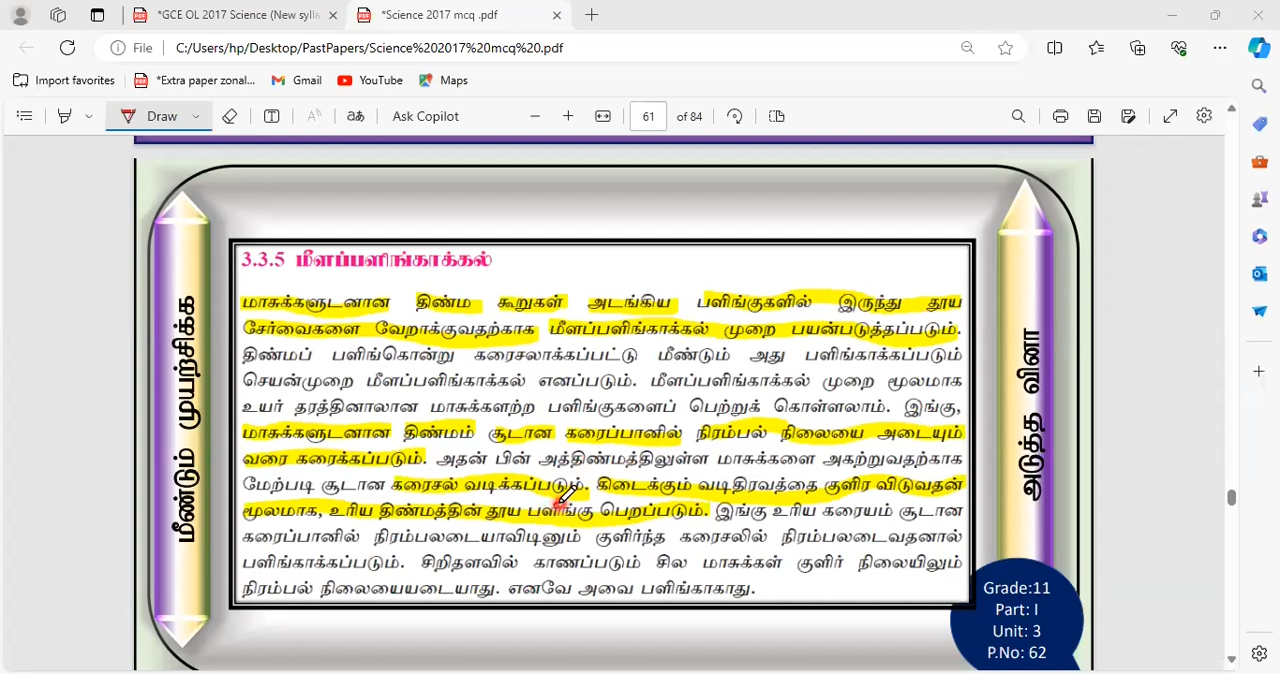 *GCE OL 2017 Science (New sylla
*Science 2017 mcq .pdf
File
C:/Users/hp/Desktop/PastPapers/Science%202017%20mcq%20.pdf
Import favorites
*Extra paper zonal...
Gmail
YouTube
Maps
Draw
Ask Copilot
61
of 84
மீண்டும் முயற்சிக்க
3.3.5 மீளப்பளிங்காக்கல்
மாசுக்களுடனான திண்ம கூறுகள் அடங்கிய பளிங்குகளில் இருந்து தூய
சேர்வைகளை வேறாக்குவதற்காக மீளப்பளிங்காக்கல் முறை பயன்படுத்தப்படும்.
திண்மப் பளிங்கொன்று கரைசலாக்கப்பட்டு மீண்டும் அது பளிங்காக்கப்படும்
செயன்முறை மீளப்பளிங்காக்கல் எனப்படும். மீளப்பளிங்காக்கல் முறை மூலமாக
உயர் தரத்தினாலான மாசுக்களற்ற பளிங்குகளைப் பெற்றுக் கொள்ளலாம். இங்கு,
மாசுக்களுடனான திண்மம் சூடான கரைப்பானில் நிரம்பல் நிலையை அடையும்
வரை கரைக்கப்படும். அதன் பின் அத்திண்மத்திலுள்ள மாசுக்களை அகற்றுவதற்காக
மேற்படி சூடான கரைசல் வடிக்கப்படும். கிடைக்கும் வடிதிரவத்தை குளிர விடுவதன்
மூலமாக, உரிய திண்மத்தின் தூய பளிங்கு பெறப்படும். இங்கு உரிய கரையம் சூடான
கரைப்பானில் நிரம்பலடையாவிடினும் குளிர்ந்த கரைசலில் நிரம்பலடைவதனால்
பளிங்காக்கப்படும். சிறிதளவில் காணப்படும் சில மாசுக்கள் குளிர் நிலையிலும்
நிரம்பல் நிலையையடையாது. எனவே அவை பளிங்காகாது.
அடுத்த வினா
Grade:11
Part: I
Unit: 3
P.No: 62